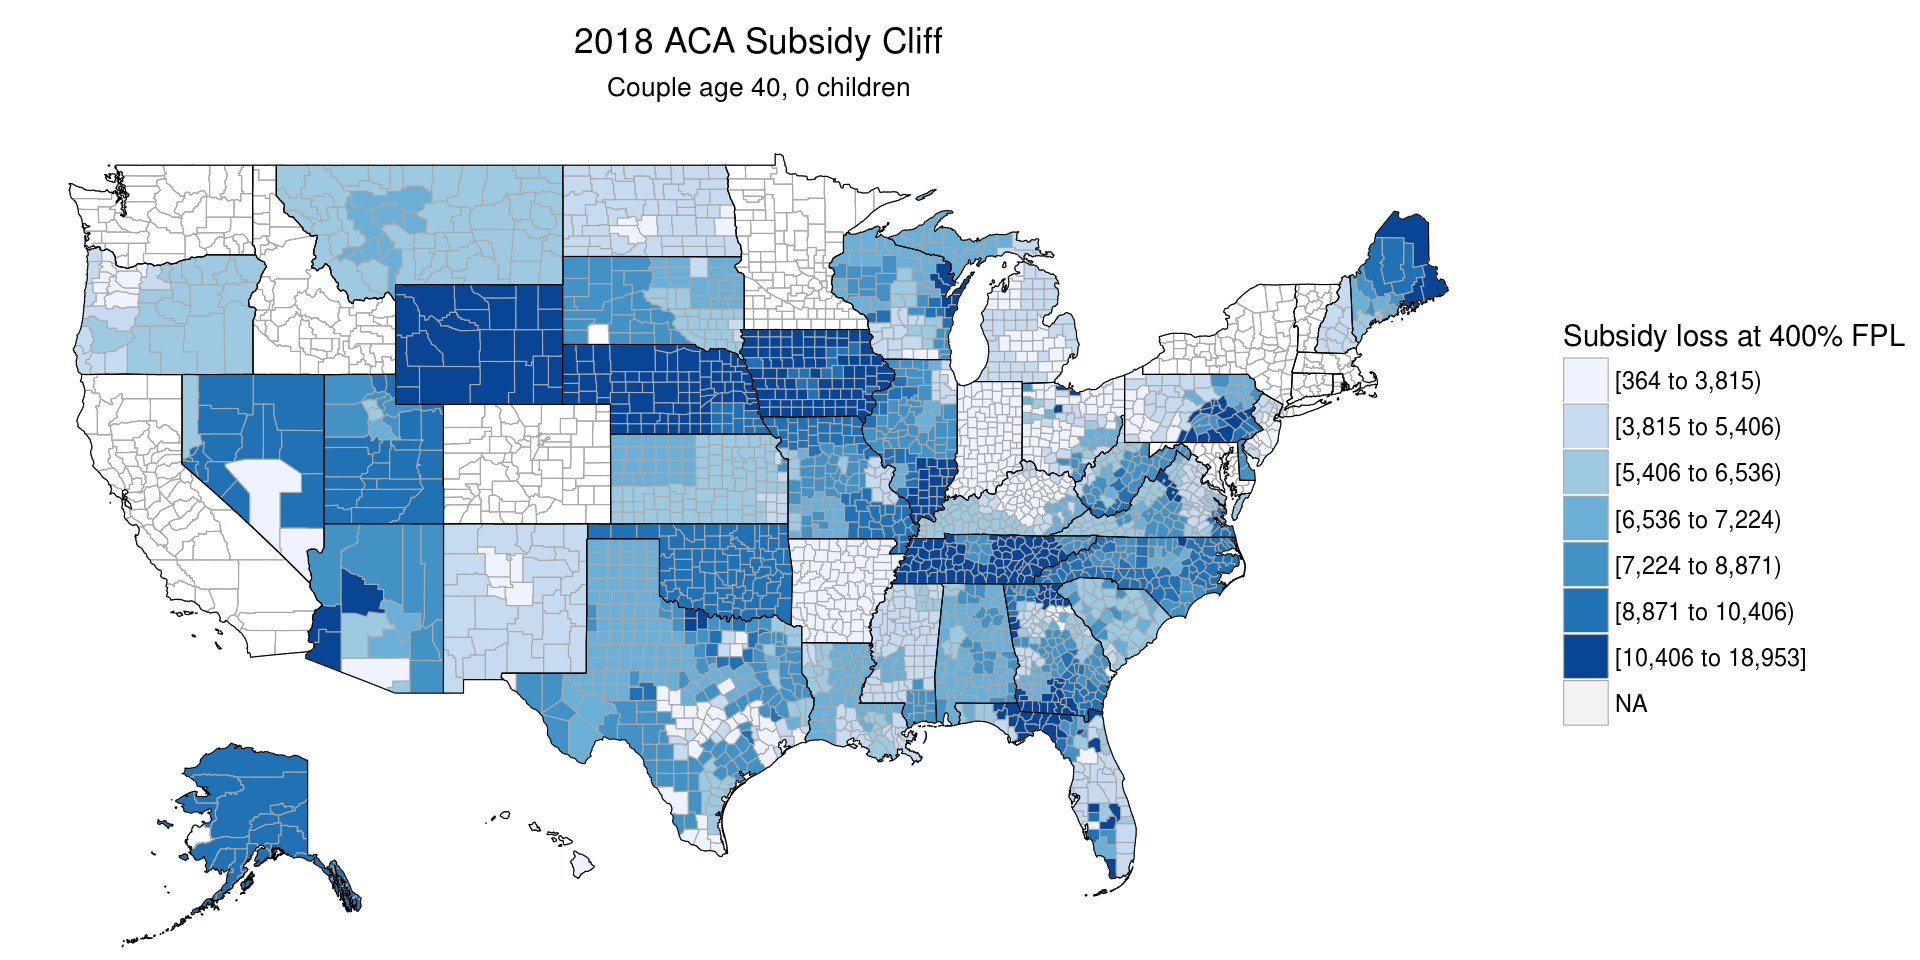 2018 ACA Subsidy Cliff
Couple age 40, 0 children
Subsidy loss at 400% FPL
[364 to 3,815)
[3,815 to 5,406)
[5,406 to 6,536)
[6,536 to 7,224)
[7,224 to 8,871)
[8,871 to 10,406)
[10,406 to 18,953]
NA